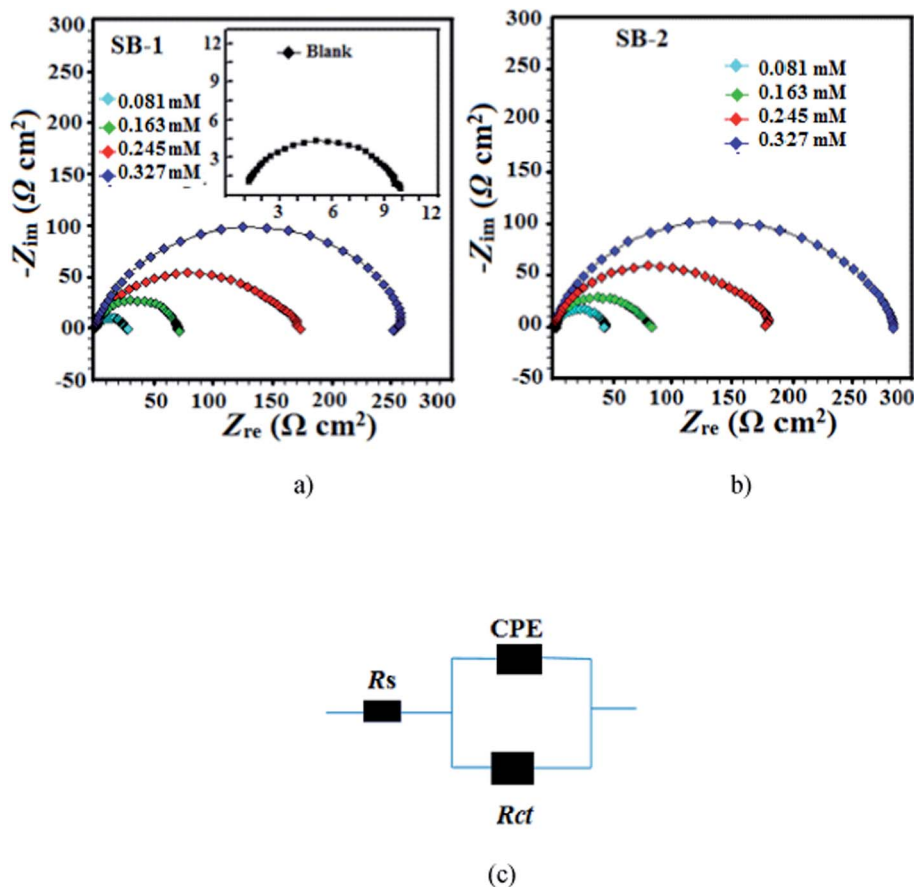 SB-1
Blank
12
9
6
3
3 6 9 12
0.081 mM
0.163 mM
0.245 mM
0.327 mM
300
250
200
150
100
50
00
-50
-Zim (Ω cm²)
50 100 150 200 250 300
Zre (Ω cm²)
a)
SB-2
0.081 mM
0.163 mM
0.245 mM
0.327 mM
300
250
200
150
100
50
00
-50
-Zim (Ω cm²)
50 100 150 200 250 300
Zre (Ω cm²)
b)
CPE
Rs
Rct
(c)